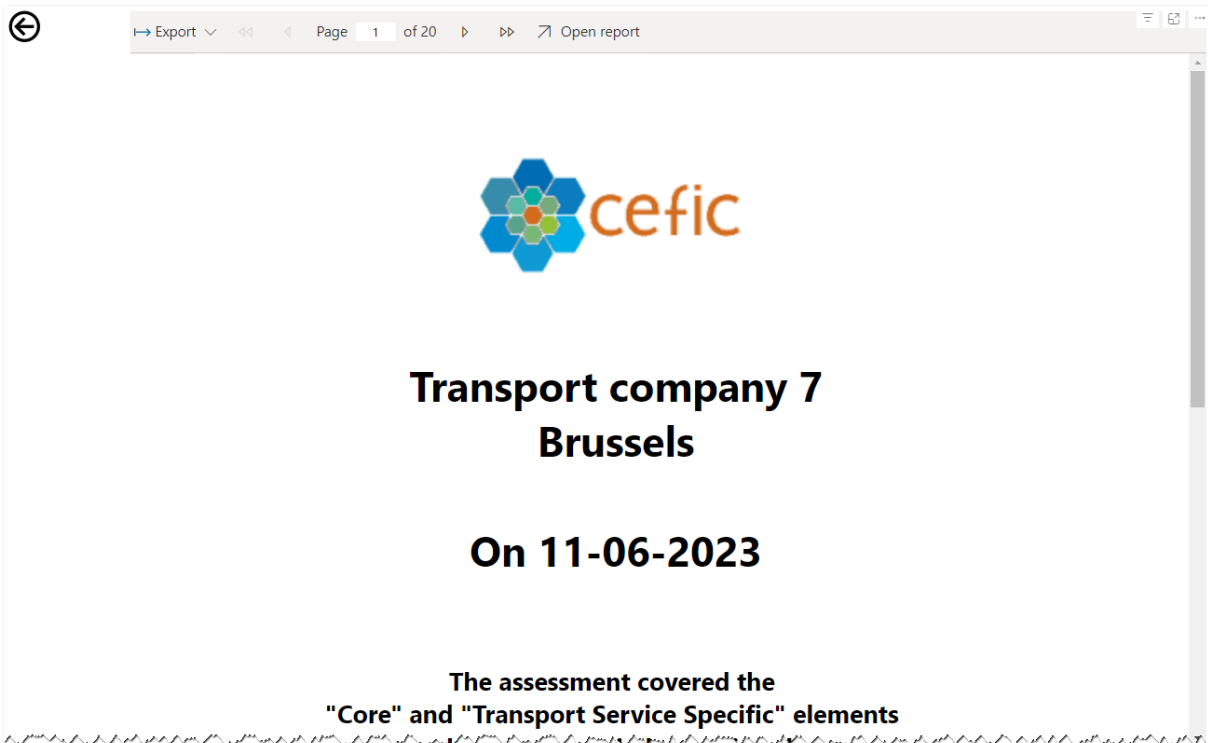 Export
Page 1 of 20
Open report
cefic
Transport company 7
Brussels
On 11-06-2023
The assessment covered the
"Core" and "Transport Service Specific" elements